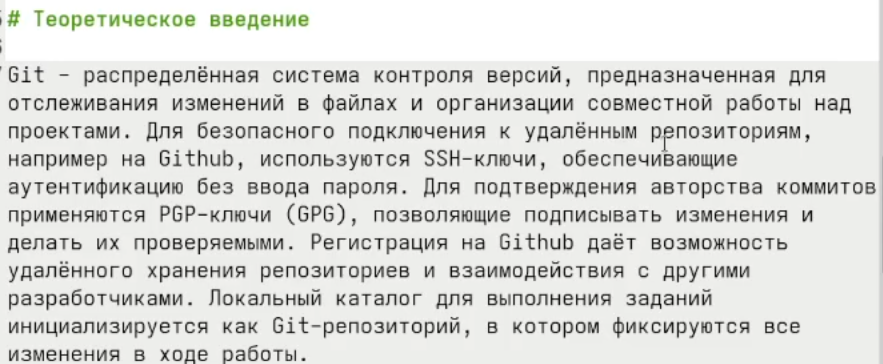 # Теоретическое введение
Git - распределённая система контроля версий, предназначенная для
отслеживания изменений в файлах и организации совместной работы над
проектами. Для безопасного подключения к удалённым репозиториям,
например на Github, используются SSH-ключи, обеспечивающие
аутентификацию без ввода пароля. Для подтверждения авторства коммитов
применяются PGP-ключи (GPG), позволяющие подписывать изменения и
делать их проверяемыми. Регистрация на Github даёт возможность
удалённого хранения репозиториев и взаимодействия с другими
разработчиками. Локальный каталог для выполнения заданий
инициализируется как Git-репозиторий, в котором фиксируются все
изменения в ходе работы.